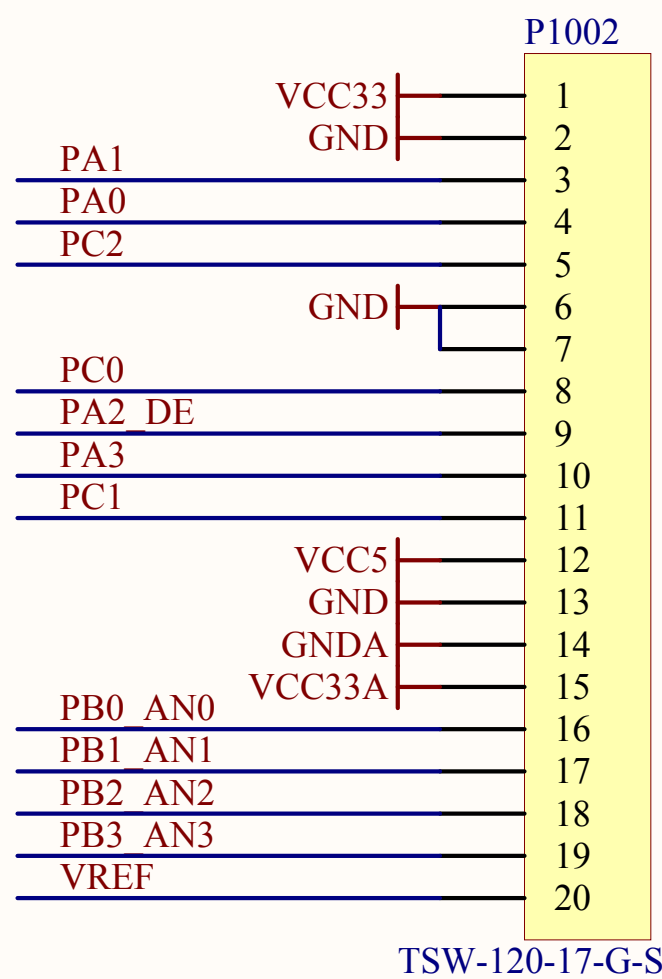 P1002
VCC33 1
GND 2
PA1 3
PA0 4
PC2 5
GND 6
7
PC0 8
PA2_DE 9
PA3 10
PC1 11
VCC5 12
GND 13
GNDA 14
VCC33A 15
PB0_AN0 16
PB1_AN1 17
PB2_AN2 18
PB3_AN3 19
VREF 20
TSW-120-17-G-S